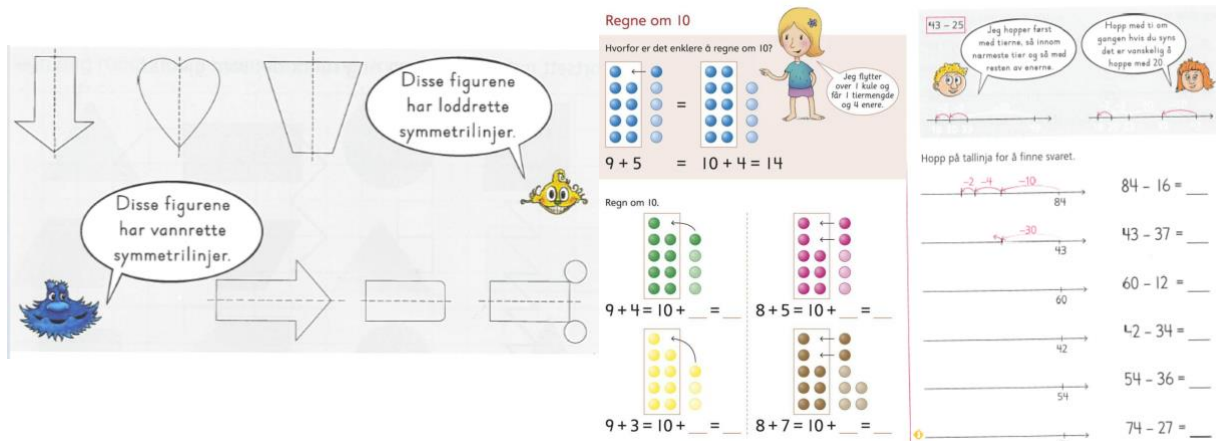 Disse figurene
har loddrette
symmetrilinjer.
Disse figurene
har vannrette
symmetrilinjer.
Regne om 10
Hvorfor er det enklere å regne om 10?
Jeg flytter
over 1 kule og
får 1 tiermengde
og 4 enere.
=
9 + 5 = 10 + 4 = 14
Regn om 10.
9 + 4 = 10 + __ = __
8 + 5 = 10 + __ = __
9 + 3 = 10 + __ = __
8 + 7 = 10 + __ = __
43 - 25
Jeg hopper først
med tierne, så innom
nærmeste tier og så med
resten av enerne.
Hopp med ti om
gangen hvis du syns
det er vanskelig å
hoppe med 20.
Hopp på tallinja for å finne svaret.
-2 -4 -10
84
84 - 16 = __
-30
43
43 - 37 = __
60
60 - 12 = __
42
42 - 34 = __
54
54 - 36 = __
74 - 27 = __